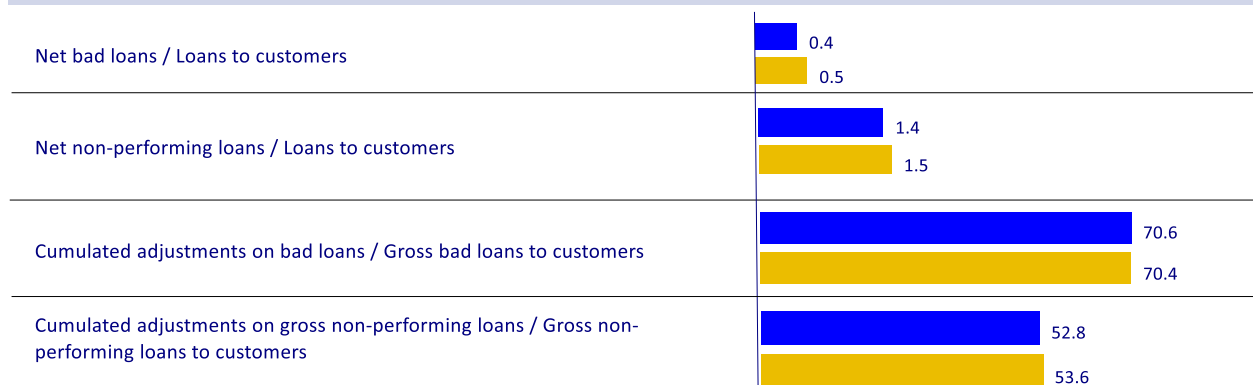 Net bad loans / Loans to customers
0.4
0.5
Net non-performing loans / Loans to customers
1.4
1.5
Cumulated adjustments on bad loans / Gross bad loans to customers
70.6
70.4
Cumulated adjustments on gross non-performing loans / Gross non-
performing loans to customers
52.8
53.6